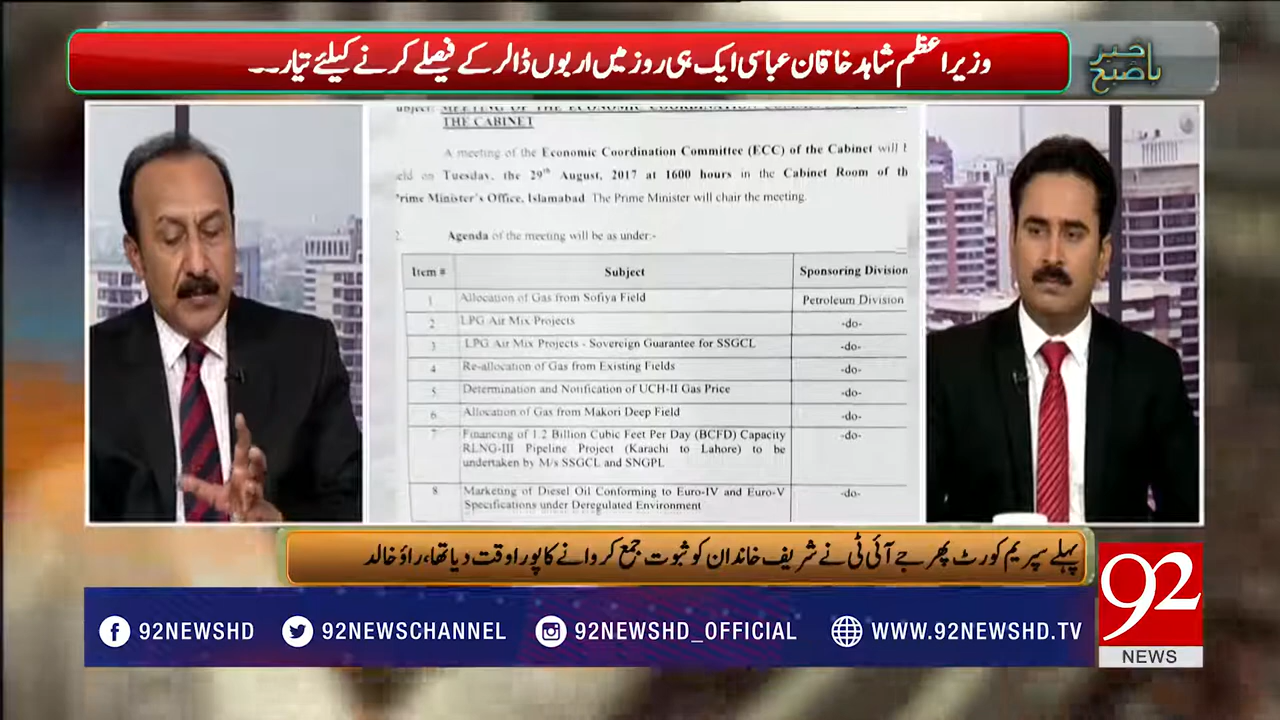 وزیراعظم شاہد خاقان عباسی ایک ہی روز میں اربوں ڈالر کے فیصلے کرنے کیلئے تیار۔۔۔
باخبر
صبح
THE CABINET
A meeting of the Economic Coordination Committee (ECC) of the Cabinet will
on Tuesday, the 29th August, 2017 at 1600 hours in the Cabinet Room of
Prime Minister's Office, Islamabad. The Prime Minister will chair the meeting.
2. Agenda of the meeting will be as under:-
Item # Subject Sponsoring Division
1 Allocation of Gas from Sofiya Field Petroleum Division
2 LPG Air Mix Projects -do-
3 LPG Air Mix Projects - Sovereign Guarantee for SSGCL -do-
4 Re-allocation of Gas from Existing Fields -do-
5 Determination and Notification of UCH-II Gas Price -do-
6 Allocation of Gas from Makori Deep Field -do-
7 Financing of 1.2 Billion Cubic Feet Per Day (BCFD) Capacity -do-
RLNG-III Pipeline Project (Karachi to Lahore) to be
undertaken by M/s SSGCL and SNGPL
8 Marketing of Diesel Oil Conforming to Euro-IV and Euro-V -do-
Specifications under Deregulated Environment
پہلے سپریم کورٹ پھر جے آئی ٹی نے شریف خاندان کو ثبوت جمع کروانے کا پورا وقت دیا تھا، راؤ خالد
92NEWSHD 92NEWSCHANNEL 92NEWSHD_OFFICIAL WWW.92NEWSHD.TV
92
NEWS